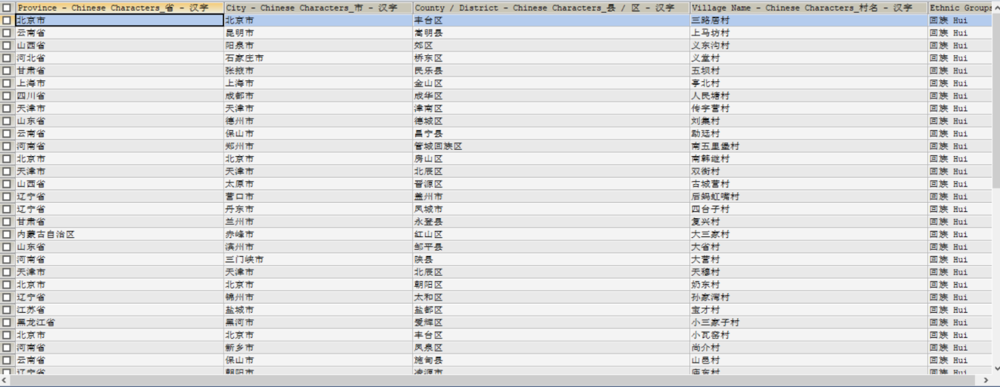 Province - Chinese Characters_省 - 汉字 City - Chinese Characters_市 - 汉字 County / District - Chinese Characters_县 / 区 - 汉字 Village Name - Chinese Characters_村名 - 汉字 Ethnic Groups
北京市 北京市 丰台区 三路居村 回族 Hui
云南省 昆明市 嵩明县 上马坊村 回族 Hui
山西省 阳泉市 郊区 义东沟村 回族 Hui
河北省 石家庄市 桥东区 义堂村 回族 Hui
甘肃省 张掖市 民乐县 五坝村 回族 Hui
上海市 上海市 金山区 亭北村 回族 Hui
四川省 成都市 成华区 人民塘村 回族 Hui
天津市 天津市 津南区 传字营村 回族 Hui
山东省 德州市 德城区 刘集村 回族 Hui
云南省 保山市 昌宁县 勐廷村 回族 Hui
河南省 郑州市 管城回族区 南五里堡村 回族 Hui
北京市 北京市 房山区 南韩继村 回族 Hui
天津市 天津市 北辰区 双街村 回族 Hui
山西省 太原市 晋源区 古城营村 回族 Hui
辽宁省 营口市 盖州市 后蚂虹嘴村 回族 Hui
辽宁省 丹东市 凤城市 四台子村 回族 Hui
甘肃省 兰州市 永登县 复兴村 回族 Hui
内蒙古自治区 赤峰市 红山区 大三家村 回族 Hui
山东省 滨州市 邹平县 大省村 回族 Hui
河南省 三门峡市 陕县 大营村 回族 Hui
天津市 天津市 北辰区 天穆村 回族 Hui
北京市 北京市 朝阳区 奶东村 回族 Hui
辽宁省 锦州市 太和区 孙家湾村 回族 Hui
江苏省 盐城市 盐都区 宝才村 回族 Hui
黑龙江省 黑河市 爱辉区 小三家子村 回族 Hui
北京市 北京市 丰台区 小瓦窑村 回族 Hui
河南省 新乡市 凤泉区 尚介村 回族 Hui
云南省 保山市 施甸县 山邑村 回族 Hui
辽宁省 朝阳市 凌源市 回族 Hui